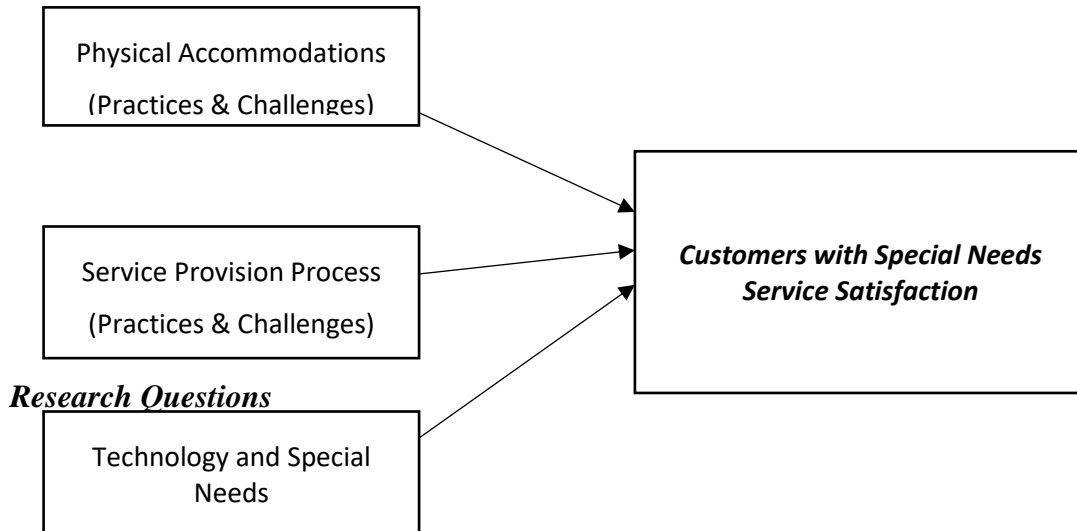 Physical Accommodations
(Practices & Challenges)
Service Provision Process
(Practices & Challenges)
Customers with Special Needs
Service Satisfaction
Research Questions
Technology and Special
Needs